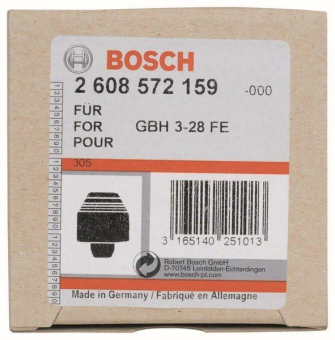 BOSCH
2 608 572 159 -000
FÜR
FOR GBH 3-28 FE
POUR
305
3 165140 251013
Robert Bosch GmbH
D-70745 Leinfelden-Echterdingen
www.bosch-pt.com
Made in Germany / Fabriqué en Allemagne